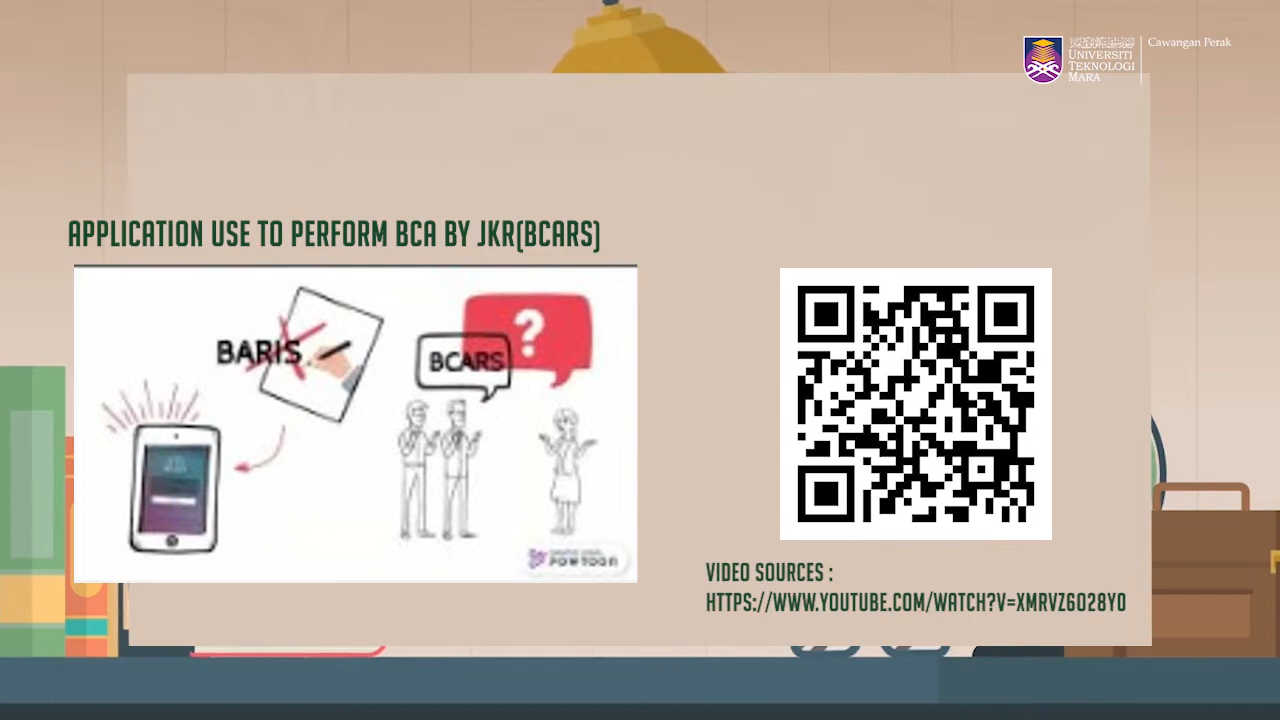 UNIVERSITI
TEKNOLOGI
MARA
Cawangan Perak
APPLICATION USE TO PERFORM BCA BY JKR(BCARS)
BARIS
BCARS
?
POWTOON
VIDEO SOURCES :
HTTPS://WWW.YOUTUBE.COM/WATCH?V=XMRVZ6O28Y0